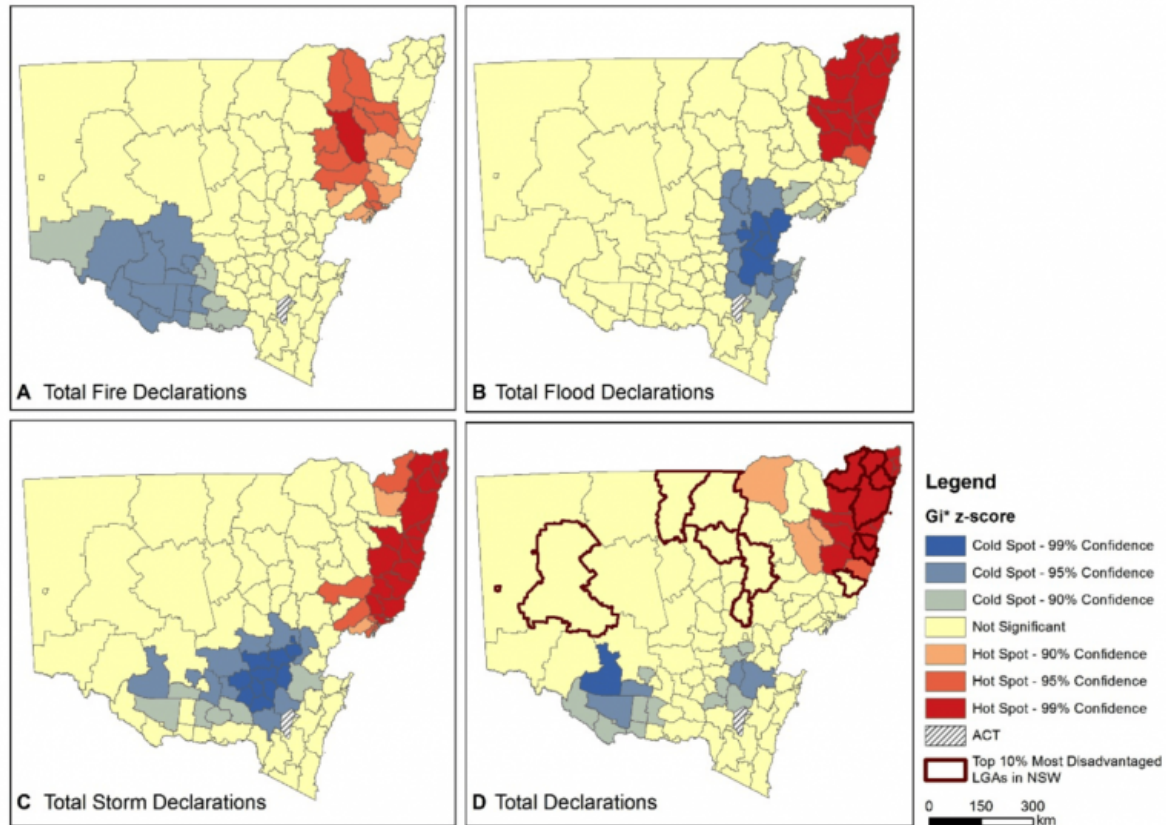 A Total Fire Declarations
B Total Flood Declarations
C Total Storm Declarations
D Total Declarations
Legend
Gi* z-score
Cold Spot - 99% Confidence
Cold Spot - 95% Confidence
Cold Spot - 90% Confidence
Not Significant
Hot Spot - 90% Confidence
Hot Spot - 95% Confidence
Hot Spot - 99% Confidence
ACT
Top 10% Most Disadvantaged
LGAs in NSW
0 150 300
km